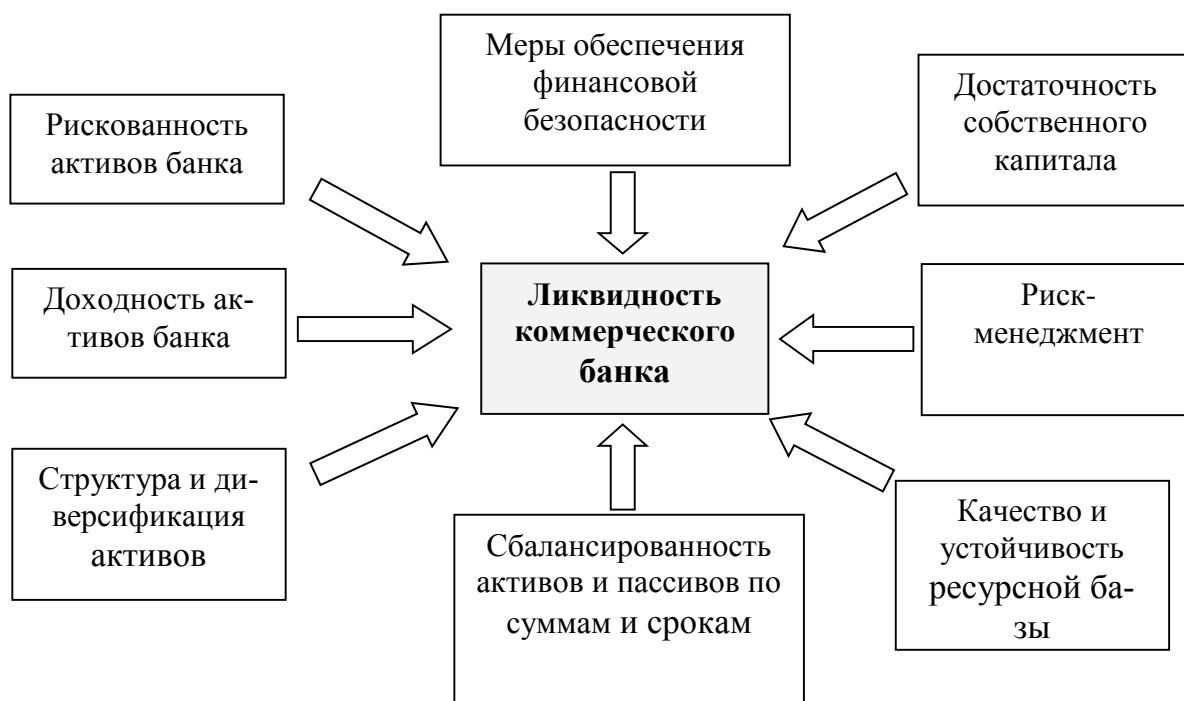 Меры обеспечения
финансовой
безопасности
Достаточность
собственного
капитала
Рискованность
активов банка
Ликвидность
коммерческого
банка
Доходность ак-
тивов банка
Риск-
менеджмент
Структура и ди-
версификация
активов
Сбалансированность
активов и пассивов по
суммам и срокам
Качество и
устойчивость
ресурсной ба-
зы